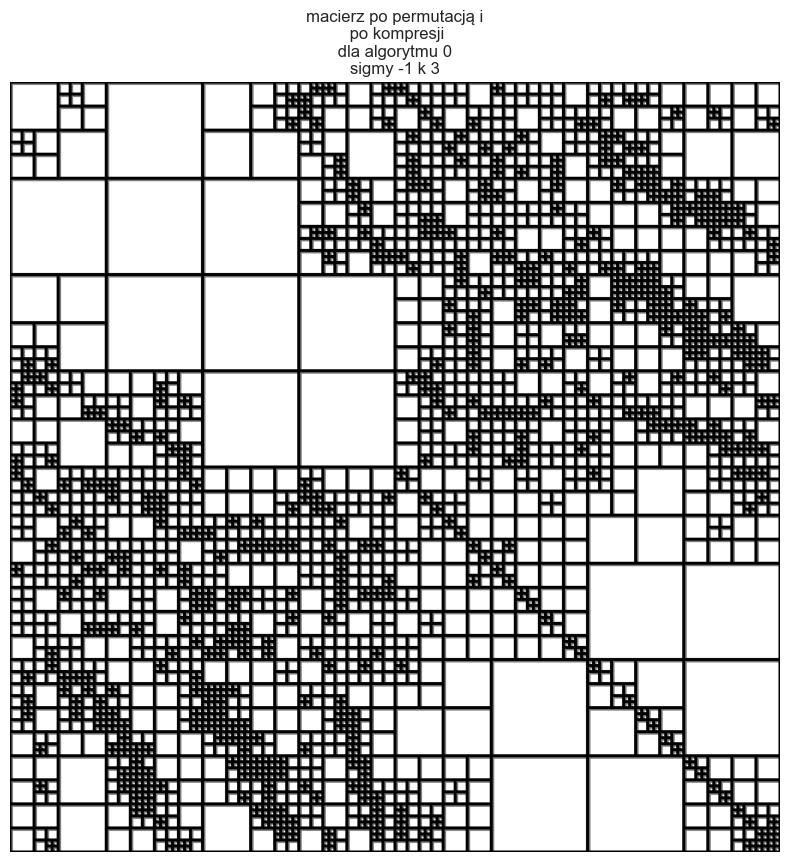 macierz po permutacją i
po kompresji
dla algorytmu 0
sigmy -1 k 3